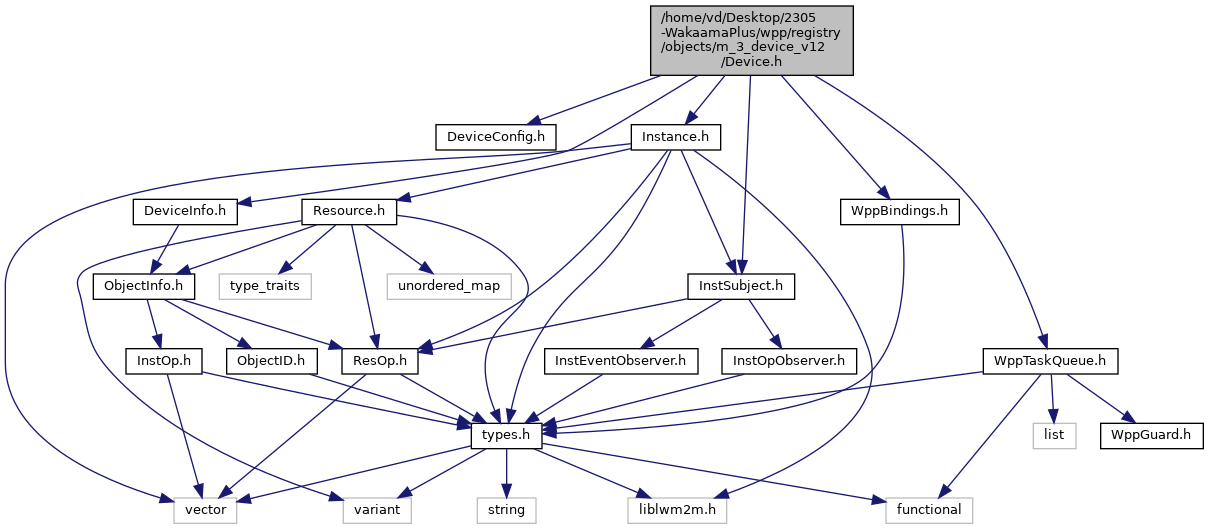 /home/vd/Desktop/2305
-WakaamaPlus/wpp/registry
/objects/m_3_device_v12
/Device.h
DeviceConfig.h
Instance.h
DeviceInfo.h
Resource.h
WppBindings.h
ObjectInfo.h
type_traits
unordered_map
InstSubject.h
InstOp.h
ObjectID.h
ResOp.h
InstEventObserver.h
InstOpObserver.h
WppTaskQueue.h
types.h
list
WppGuard.h
vector
variant
string
liblwm2m.h
functional